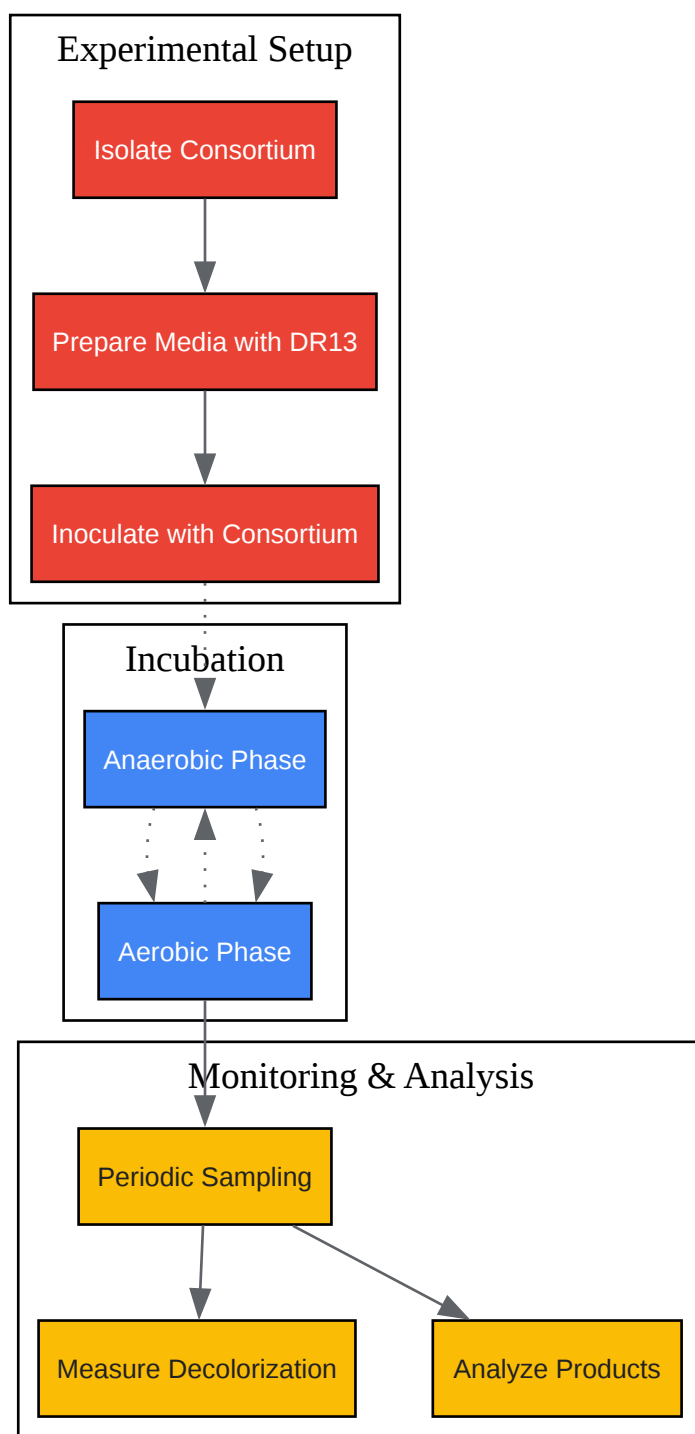 Experimental Setup
Isolate Consortium
Prepare Media with DR13
Inoculate with Consortium
Incubation
Anaerobic Phase
Aerobic Phase
Monitoring & Analysis
Periodic Sampling
Measure Decolorization
Analyze Products